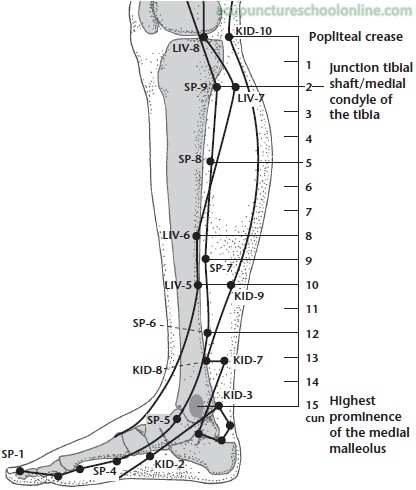 acupunctureschoolonline.com
KID-10
Popliteal crease
LIV-8
1
Junction tibial
shaft/medial
condyle of
the tibia
SP-9
2
LIV-7
3
4
SP-8
5
6
7
LIV-6
8
SP-7
9
LIV-5
10
KID-9
11
SP-6
12
KID-8
KID-7
13
14
KID-3
15
cun
Highest
prominence
of the medial
malleolus
SP-5
SP-1
SP-4
KID-2